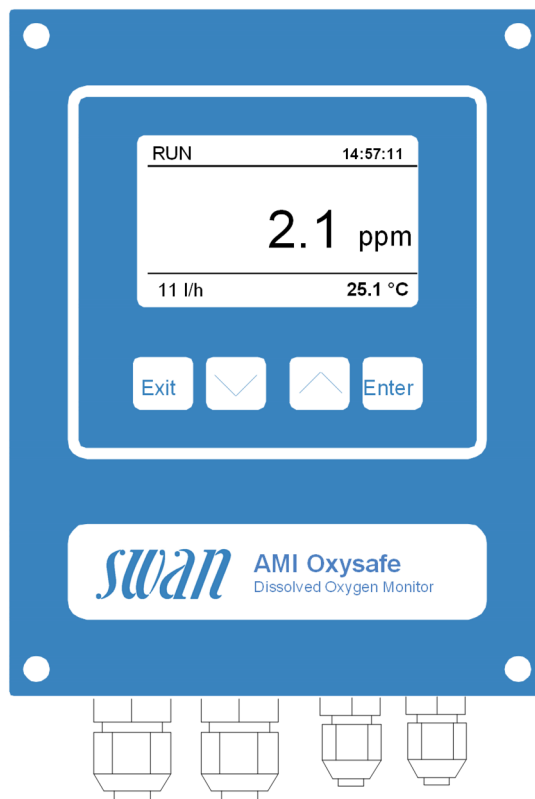 RUN 14:57:11
2.1 ppm
11 l/h 25.1 °C
Exit Enter
swan AMI Oxysafe
Dissolved Oxygen Monitor